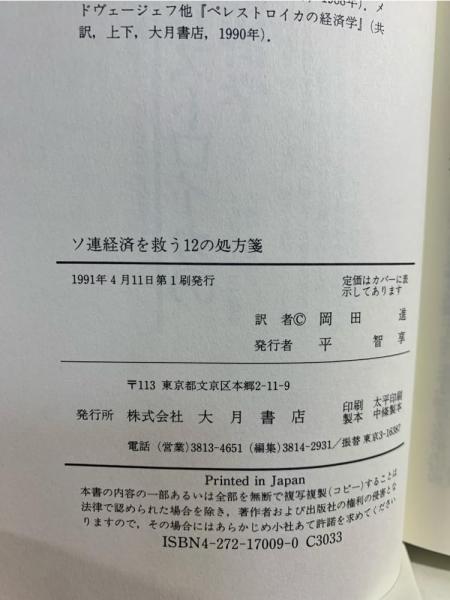 ドヴェージェフ他『ペレストロイカの経済学』(共
訳, 上下, 大月書店, 1990年).
ソ連経済を救う12の処方箋
1991年4月11日第1刷発行
定価はカバーに表
示してあります
訳 者© 岡 田 進
発行者 平 智 享
〒113 東京都文京区本郷2-11-9
発行所 株式会社 大 月 書 店
印刷 太平印刷
製本 中條製本
電話 (営業)3813-4651 (編集)3814-2931/振替 東京3-16387
Printed in Japan
本書の内容の一部あるいは全部を無断で複写複製(コピー)することは
法律で認められた場合を除き, 著作者および出版社の権利の侵害とな
りますので, その場合にはあらかじめ小社あて許諾を求めてください
ISBN4-272-17009-0 C3033